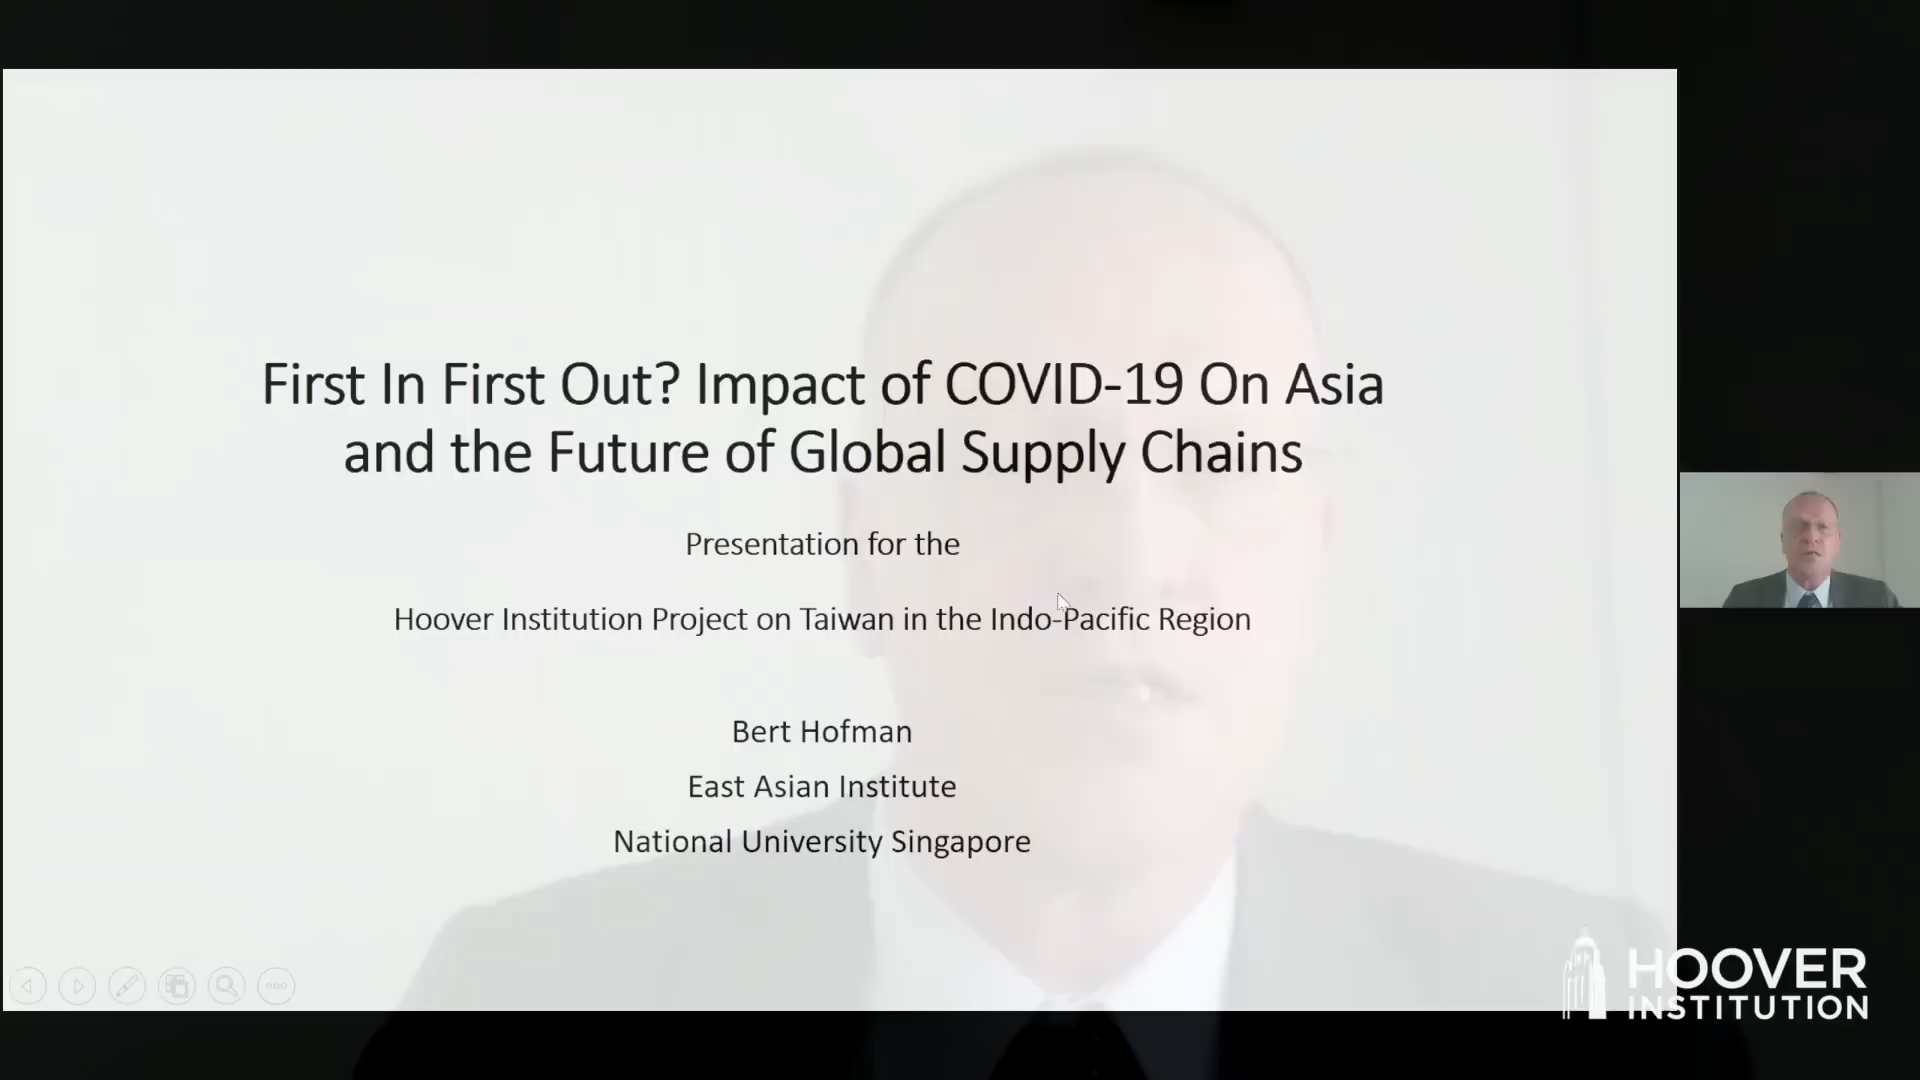 First In First Out? Impact of COVID-19 On Asia
and the Future of Global Supply Chains
Presentation for the
Hoover Institution Project on Taiwan in the Indo-Pacific Region
Bert Hofman
East Asian Institute
National University Singapore
HOOVER
INSTITUTION